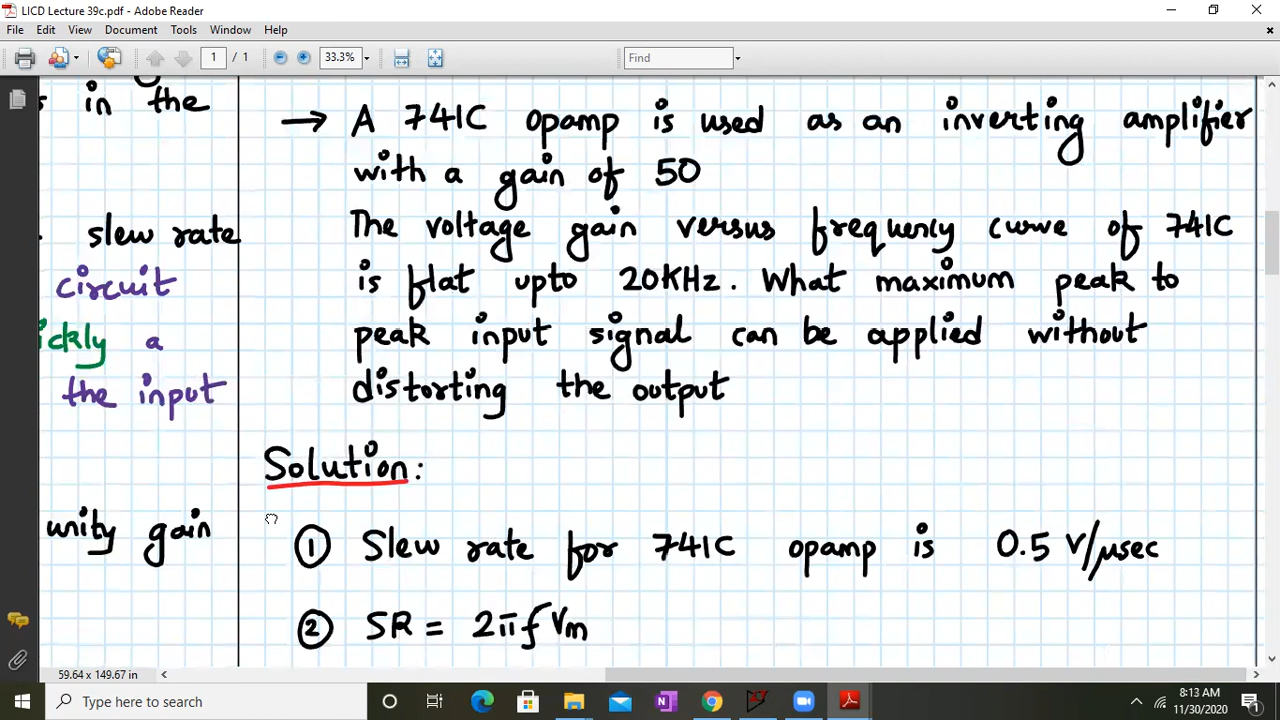 LICD Lecture 39c.pdf - Adobe Reader
File Edit View Document Tools Window Help
1 / 1 33.3% Find
s in the
slew rate
circuit
ickly a
the input
unity gain
→ A 741C opamp is used as an inverting amplifier
with a gain of 50
The voltage gain versus frequency curve of 741C
is flat upto 20KHz. What maximum peak to
peak input signal can be applied without
distorting the output
Solution:
① Slew rate for 741C opamp is 0.5 V/μsec
② SR = 2πfVm
59.64 x 149.67 in
Type here to search
8:13 AM
11/30/2020